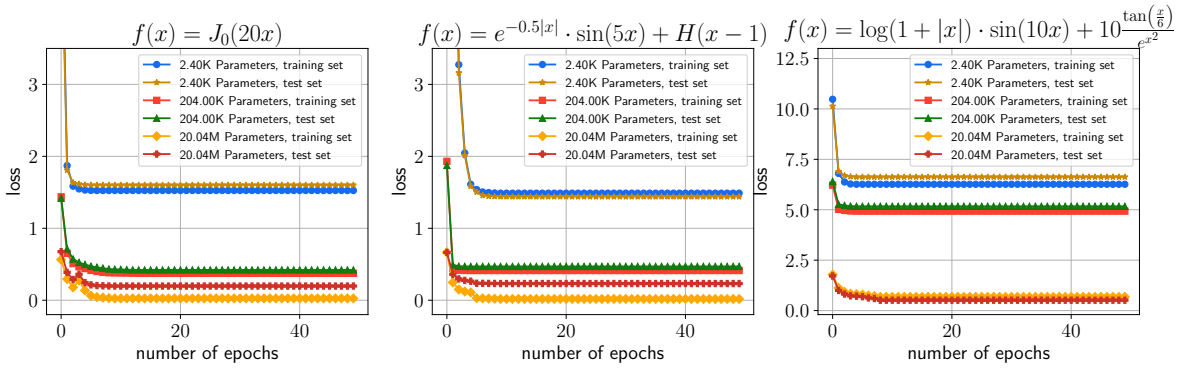 f(x) = J₀(20x)
3
2
1
0
loss
2.40K Parameters, training set
2.40K Parameters, test set
204.00K Parameters, training set
204.00K Parameters, test set
20.04M Parameters, training set
20.04M Parameters, test set
0 20 40
number of epochs
f(x) = e^{-0.5|x|} · sin(5x) + H(x − 1)
3
2
1
0
loss
2.40K Parameters, training set
2.40K Parameters, test set
204.00K Parameters, training set
204.00K Parameters, test set
20.04M Parameters, training set
20.04M Parameters, test set
0 20 40
number of epochs
f(x) = log(1 + |x|) · sin(10x) + 10 \frac{\tan(\frac{x}{6})}{e^{x^2}}
12.5
10.0
7.5
5.0
2.5
0.0
loss
2.40K Parameters, training set
2.40K Parameters, test set
204.00K Parameters, training set
204.00K Parameters, test set
20.04M Parameters, training set
20.04M Parameters, test set
0 20 40
number of epochs